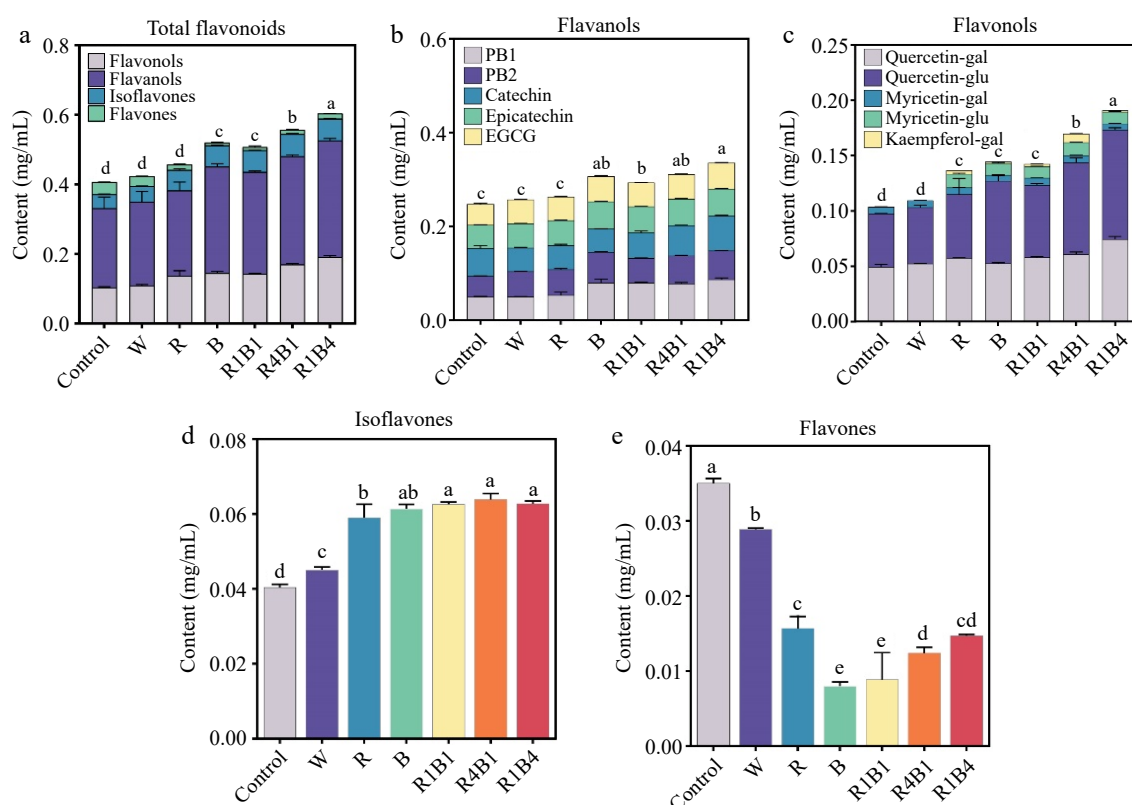 a
Total flavonoids
Content (mg/mL)
0.8
0.6
0.4
0.2
0.0
Flavonols
Flavanols
Isoflavones
Flavones
d
d
d
c
c
b
a
Control
W
R
B
R1B1
R4B1
R1B4
b
Flavanols
Content (mg/mL)
0.6
0.4
0.2
0.0
PB1
PB2
Catechin
Epicatechin
EGCG
c
c
c
ab
b
ab
a
Control
W
R
B
R1B1
R4B1
R1B4
c
Flavonols
Content (mg/mL)
0.25
0.20
0.15
0.10
0.05
0.00
Quercetin-gal
Quercetin-glu
Myricetin-gal
Myricetin-glu
Kaempferol-gal
d
d
c
c
c
b
a
Control
W
R
B
R1B1
R4B1
R1B4
d
Isoflavones
Content (mg/mL)
0.08
0.06
0.04
0.02
0.00
d
c
b
ab
a
a
a
Control
W
R
B
R1B1
R4B1
R1B4
e
Flavones
Content (mg/mL)
0.04
0.03
0.02
0.01
0.00
a
b
c
e
e
d
cd
Control
W
R
B
R1B1
R4B1
R1B4